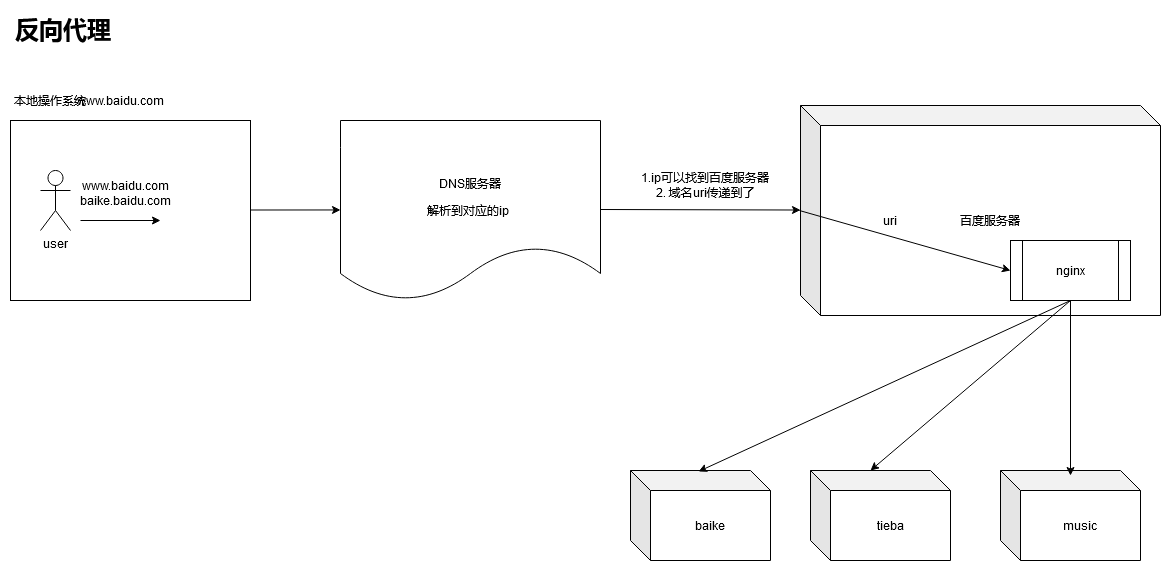 反向代理
本地操作系统www.baidu.com
www.baidu.com
baike.baidu.com
user
DNS服务器
解析到对应的ip
1.ip可以找到百度服务器
2. 域名uri传递到了
uri
百度服务器
nginx
baike
tieba
music